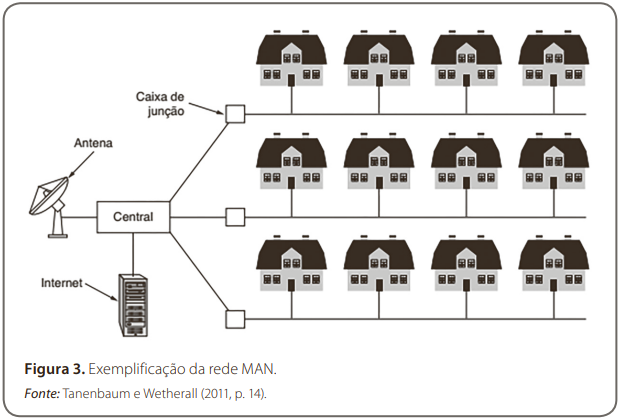 Caixa de
junção
Antena
Central
Internet
Figura 3. Exemplificação da rede MAN.
Fonte: Tanenbaum e Wetherall (2011, p. 14).